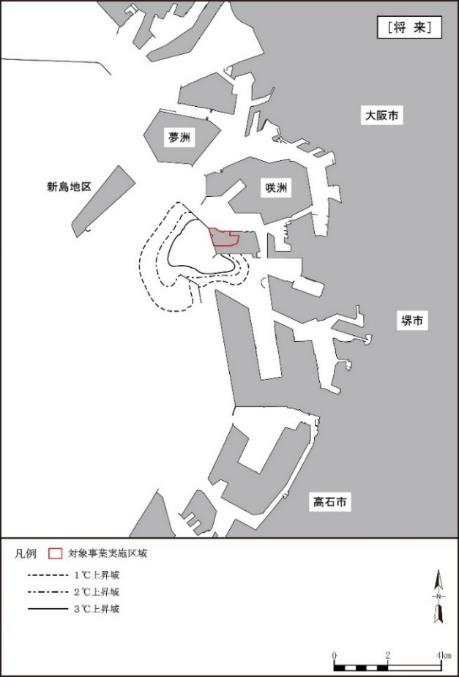 [将 来]
大阪市
夢洲
新島地区
咲洲
堺市
高石市
凡例
対象事業実施区域
1℃上昇域
2℃上昇域
3℃上昇域
N
0 2 4km